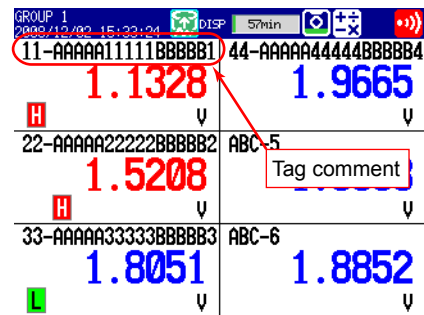 GROUP 1
2009/12/02 15:33:24 DISP 57min
11-AAAAA11111BBBBB1 44-AAAAA44444BBBBB4
1.1328 1.9665
H V V
22-AAAAA22222BBBBB2 ABC-5
1.5208
Tag comment
H V V
33-AAAAA33333BBBBB3 ABC-6
1.8051 1.8852
L V V